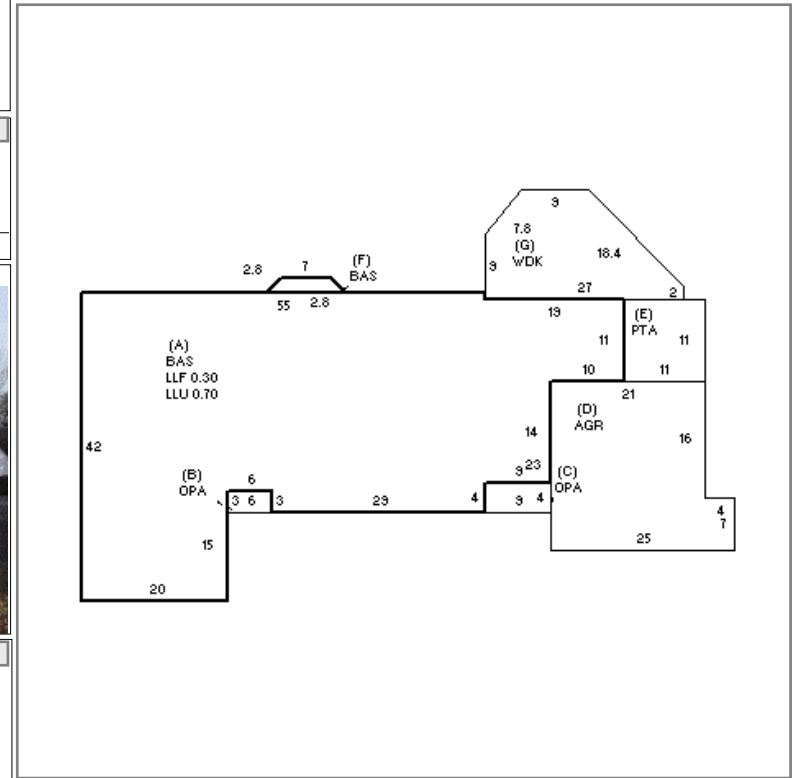 9
7.8
(G)
WDK
9
18.4
27
2
2.8
7
(F)
BAS
55
2.8
19
(E)
PTA
11
11
10
11
(A)
BAS
LLF 0.30
LLU 0.70
21
(D)
AGR
14
16
42
9
23
(B)
OPA
6
(C)
OPA
3
6
3
29
4
9
4
4
7
15
25
20